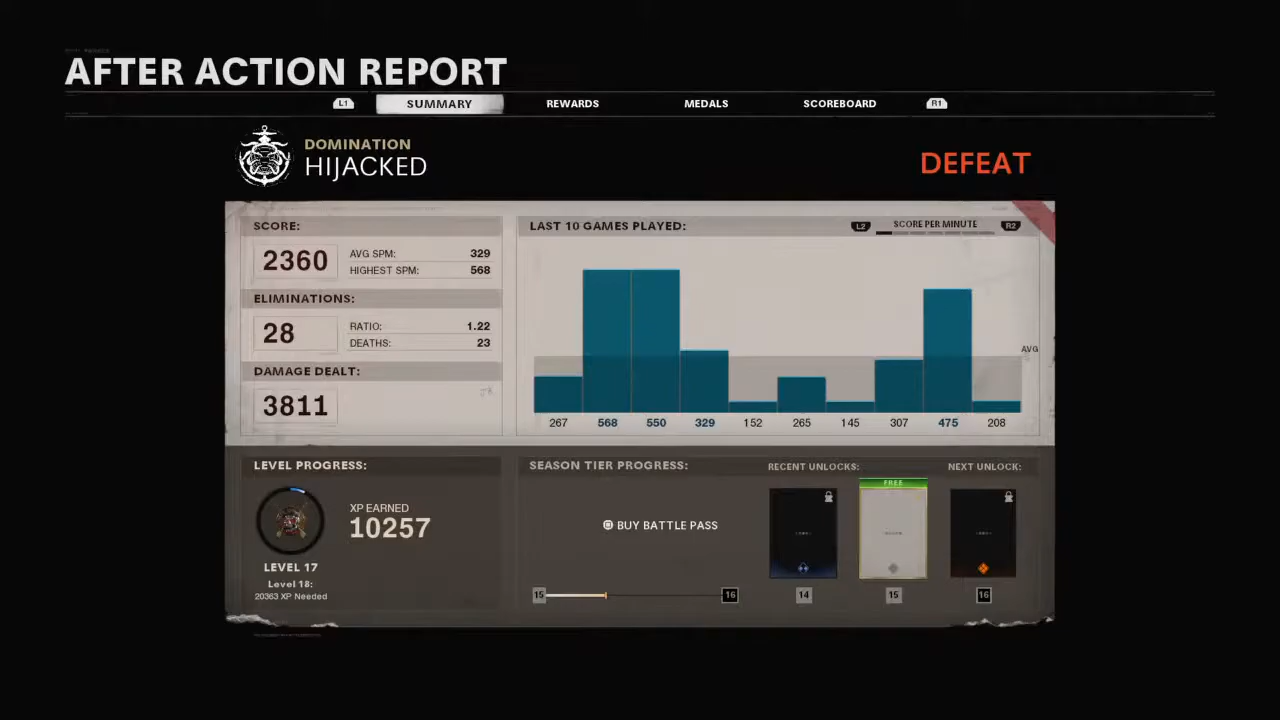 AFTER ACTION REPORT
L1 SUMMARY REWARDS MEDALS SCOREBOARD R1
DOMINATION
HIJACKED
DEFEAT
SCORE:
2360
AVG SPM: 329
HIGHEST SPM: 568
ELIMINATIONS:
28
RATIO: 1.22
DEATHS: 23
DAMAGE DEALT:
3811
LAST 10 GAMES PLAYED:
L2 SCORE PER MINUTE R2
AVG
267 568 550 329 152 265 145 307 475 208
LEVEL PROGRESS:
XP EARNED
10257
LEVEL 17
Level 18:
20363 XP Needed
SEASON TIER PROGRESS:
BUY BATTLE PASS
15 16
RECENT UNLOCKS: NEXT UNLOCK:
FREE
14 15 16